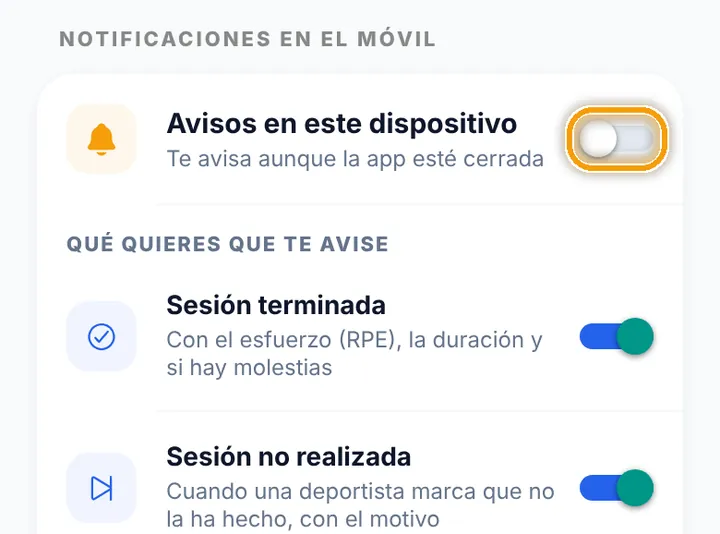 NOTIFICACIONES EN EL MÓVIL
Avisos en este dispositivo
Te avisa aunque la app esté cerrada
QUÉ QUIERES QUE TE AVISE
Sesión terminada
Con el esfuerzo (RPE), la duración y
si hay molestias
Sesión no realizada
Cuando una deportista marca que no
la ha hecho, con el motivo